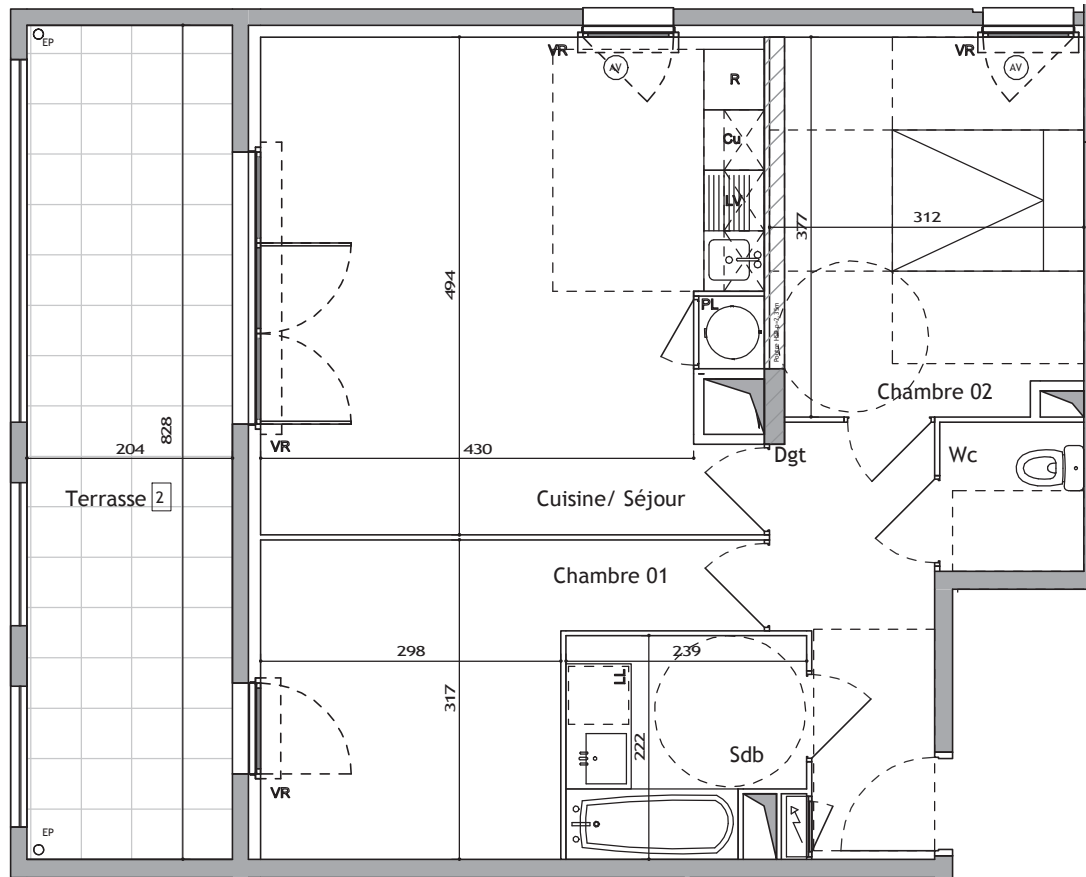 EP
VR
AV
VR
AV
R
Cu
LV
377
312
494
PL
828
204
Terrasse 2
VR
430
Chambre 02
Dgt
Wc
Cuisine/ Séjour
Chambre 01
298
239
LL
317
222
Sdb
VR
EP